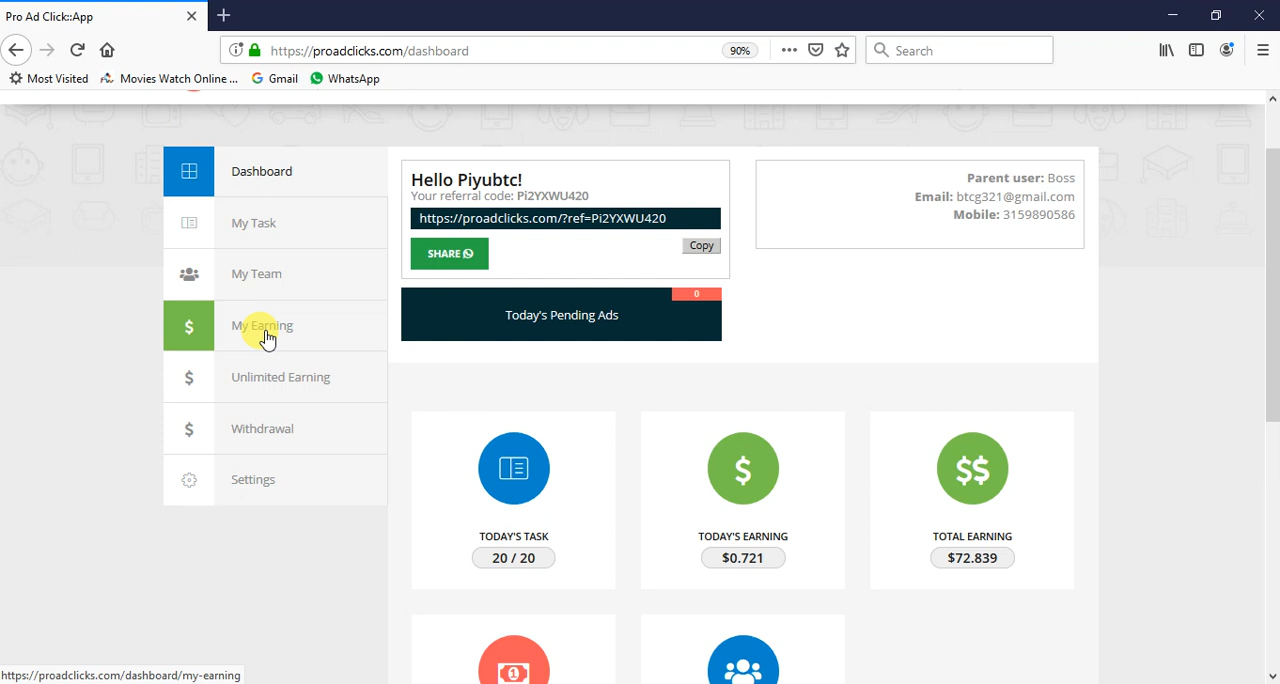 Pro Ad Click::App
https://proadclicks.com/dashboard
90%
Search
Most Visited
Movies Watch Online ...
Gmail
WhatsApp
Dashboard
My Task
My Team
My Earning
Unlimited Earning
Withdrawal
Settings
Hello Piyubtc!
Your referral code: Pi2YXWU420
https://proadclicks.com/?ref=Pi2YXWU420
SHARE
Copy
0
Today's Pending Ads
Parent user: Boss
Email: btcg321@gmail.com
Mobile: 3159890586
TODAY'S TASK
20 / 20
TODAY'S EARNING
$0.721
TOTAL EARNING
$72.839
https://proadclicks.com/dashboard/my-earning